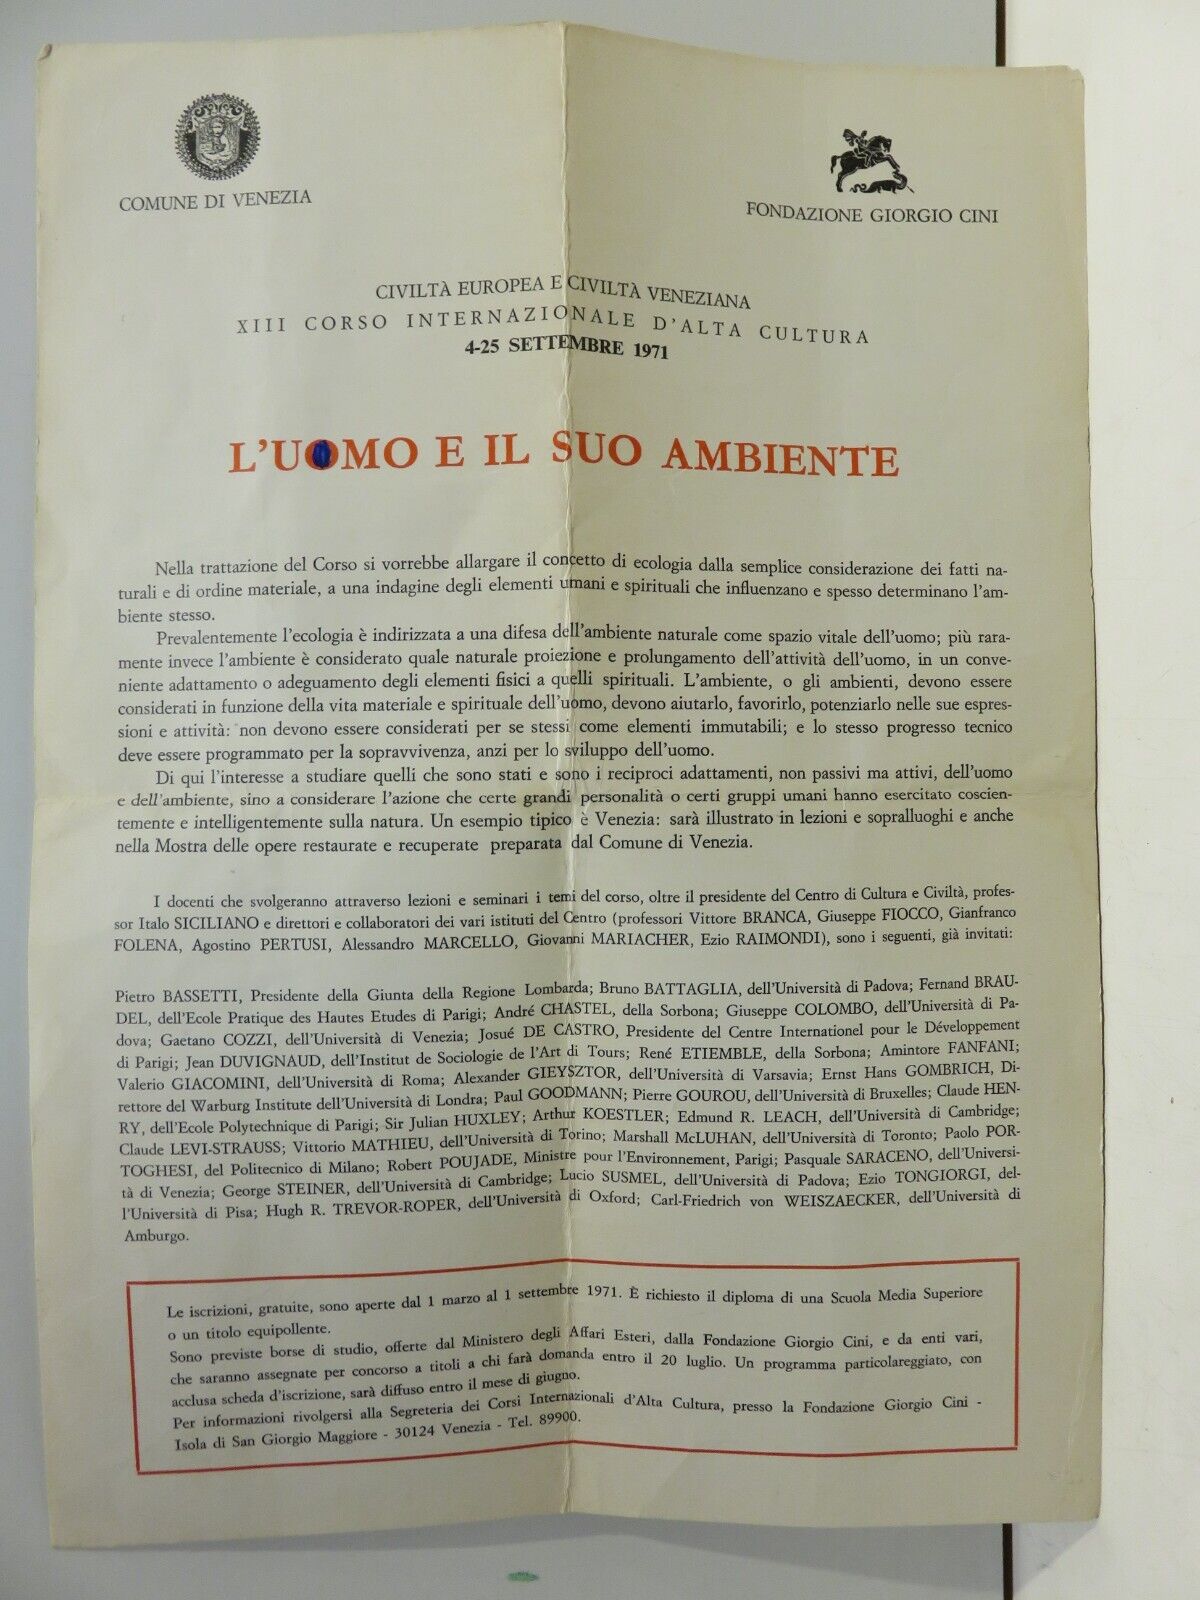 COMUNE DI VENEZIA
FONDAZIONE GIORGIO CINI
CIVILTÀ EUROPEA E CIVILTÀ VENEZIANA
XIII CORSO INTERNAZIONALE D'ALTA CULTURA
4-25 SETTEMBRE 1971
L'UOMO E IL SUO AMBIENTE
Nella trattazione del Corso si vorrebbe allargare il concetto di ecologia dalla semplice considerazione dei fatti na-
turali e di ordine materiale, a una indagine degli elementi umani e spirituali che influenzano e spesso determinano l'am-
biente stesso.
Prevalentemente l'ecologia è indirizzata a una difesa dell'ambiente naturale come spazio vitale dell'uomo; più rara-
mente invece l'ambiente è considerato quale naturale proiezione e prolungamento dell'attività dell'uomo, in un conve-
niente adattamento o adeguamento degli elementi fisici a quelli spirituali. L'ambiente, o gli ambienti, devono essere
considerati in funzione della vita materiale e spirituale dell'uomo, devono aiutarlo, favorirlo, potenziarlo nelle sue espres-
sioni e attività: non devono essere considerati per se stessi come elementi immutabili; e lo stesso progresso tecnico
deve essere programmato per la sopravvivenza, anzi per lo sviluppo dell'uomo.
Di qui l'interesse a studiare quelli che sono stati e sono i reciproci adattamenti, non passivi ma attivi, dell'uomo
e dell'ambiente, sino a considerare l'azione che certe grandi personalità o certi gruppi umani hanno esercitato coscien-
temente e intelligentemente sulla natura. Un esempio tipico è Venezia: sarà illustrato in lezioni e sopralluoghi e anche
nella Mostra delle opere restaurate e recuperate preparata dal Comune di Venezia.
I docenti che svolgeranno attraverso lezioni e seminari i temi del corso, oltre il presidente del Centro di Cultura e Civiltà, profes-
sor Italo SICILIANO e direttori e collaboratori dei vari istituti del Centro (professori Vittore BRANCA, Giuseppe FIOCCO, Gianfranco
FOLENA, Agostino PERTUSI, Alessandro MARCELLO, Giovanni MARIACHER, Ezio RAIMONDI), sono i seguenti, già invitati:
Pietro BASSETTI, Presidente della Giunta della Regione Lombarda; Bruno BATTAGLIA, dell'Università di Padova; Fernand BRAU-
DEL, dell'Ecole Pratique des Hautes Etudes di Parigi; André CHASTEL, della Sorbona; Giuseppe COLOMBO, dell'Università di Pa-
dova; Gaetano COZZI, dell'Università di Venezia; Josué DE CASTRO, Presidente del Centre Internationel pour le Développement
di Parigi; Jean DUVIGNAUD, dell'Institut de Sociologie de l'Art di Tours; René ETIEMBLE, della Sorbona; Amintore FANFANI;
Valerio GIACOMINI, dell'Università di Roma; Alexander GIEYSZTOR, dell'Università di Varsavia; Ernst Hans GOMBRICH, Di-
rettore del Warburg Institute dell'Università di Londra; Paul GOODMANN; Pierre GOUROU, dell'Università di Bruxelles; Claude HEN-
RY, dell'Ecole Polytechnique di Parigi; Sir Julian HUXLEY; Arthur KOESTLER; Edmund R. LEACH, dell'Università di Cambridge;
Claude LEVI-STRAUSS; Vittorio MATHIEU, dell'Università di Torino; Marshall McLUHAN, dell'Università di Toronto; Paolo POR-
TOGHESI, del Politecnico di Milano; Robert POUJADE, Ministre pour l'Environnement, Parigi; Pasquale SARACENO, dell'Universi-
tà di Venezia; George STEINER, dell'Università di Cambridge; Lucio SUSMEL, dell'Università di Padova; Ezio TONGIORGI, del-
l'Università di Pisa; Hugh R. TREVOR-ROPER, dell'Università di Oxford; Carl-Friedrich von WEISZAECKER, dell'Università di
Amburgo.
Le iscrizioni, gratuite, sono aperte dal 1 marzo al 1 settembre 1971. È richiesto il diploma di una Scuola Media Superiore
o un titolo equipollente.
Sono previste borse di studio, offerte dal Ministero degli Affari Esteri, dalla Fondazione Giorgio Cini, e da enti vari,
che saranno assegnate per concorso a titoli a chi farà domanda entro il 20 luglio. Un programma particolareggiato, con
acclusa scheda d'iscrizione, sarà diffuso entro il mese di giugno.
Per informazioni rivolgersi alla Segreteria dei Corsi Internazionali d'Alta Cultura, presso la Fondazione Giorgio Cini -
Isola di San Giorgio Maggiore - 30124 Venezia - Tel. 89900.